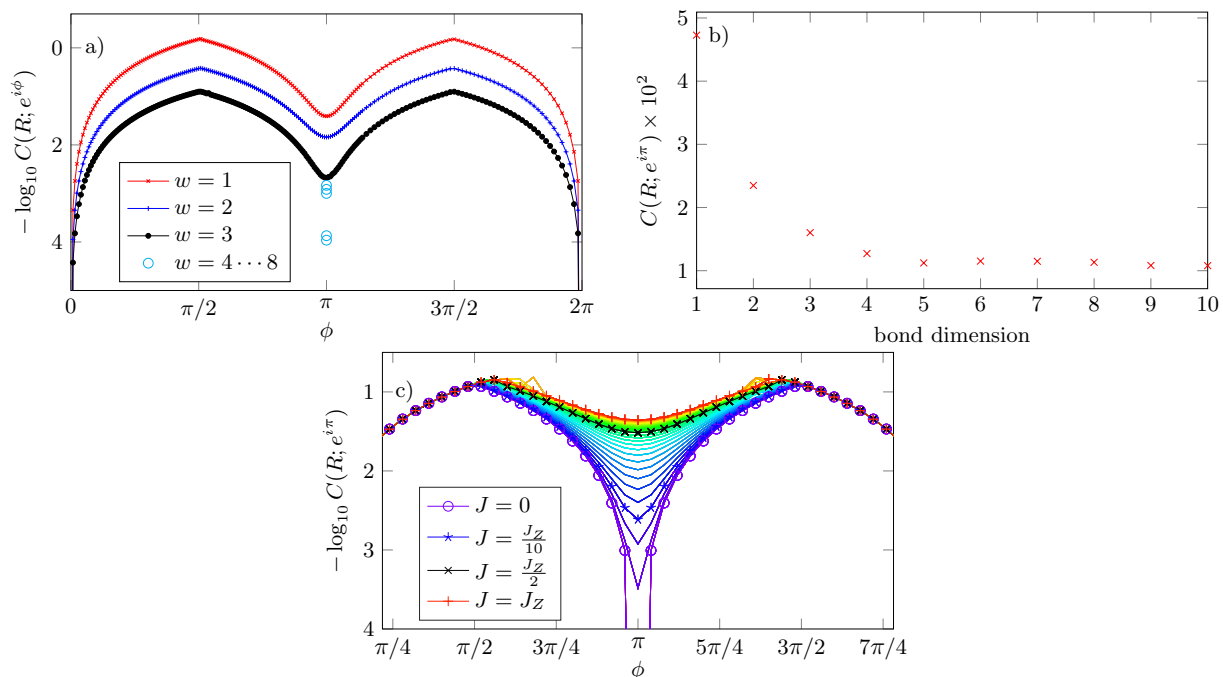 a)
− log₁₀ C(R; e^{iϕ})
0
2
4
w = 1
w = 2
w = 3
w = 4 ⋯ 8
0 π/2 π 3π/2 2π
ϕ
b)
C(R; e^{iπ}) × 10²
5
4
3
2
1
1 2 3 4 5 6 7 8 9 10
bond dimension
c)
− log₁₀ C(R; e^{iπ})
1
2
3
4
J = 0
J = J_Z/10
J = J_Z/2
J = J_Z
π/4 π/2 3π/4 π 5π/4 3π/2 7π/4
ϕ